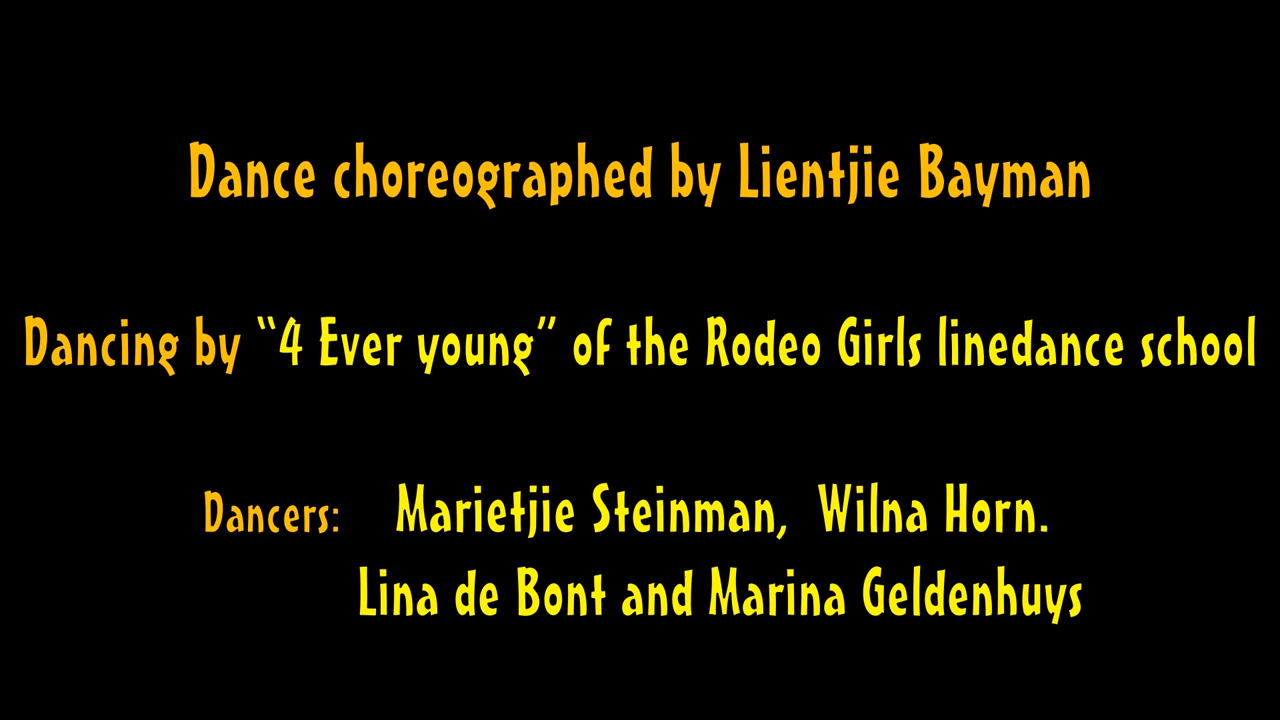 Dance choreographed by Lientjie Bayman
Dancing by “4 Ever young” of the Rodeo Girls linedance school
Dancers: Marietjie Steinman, Wilna Horn.
Lina de Bont and Marina Geldenhuys